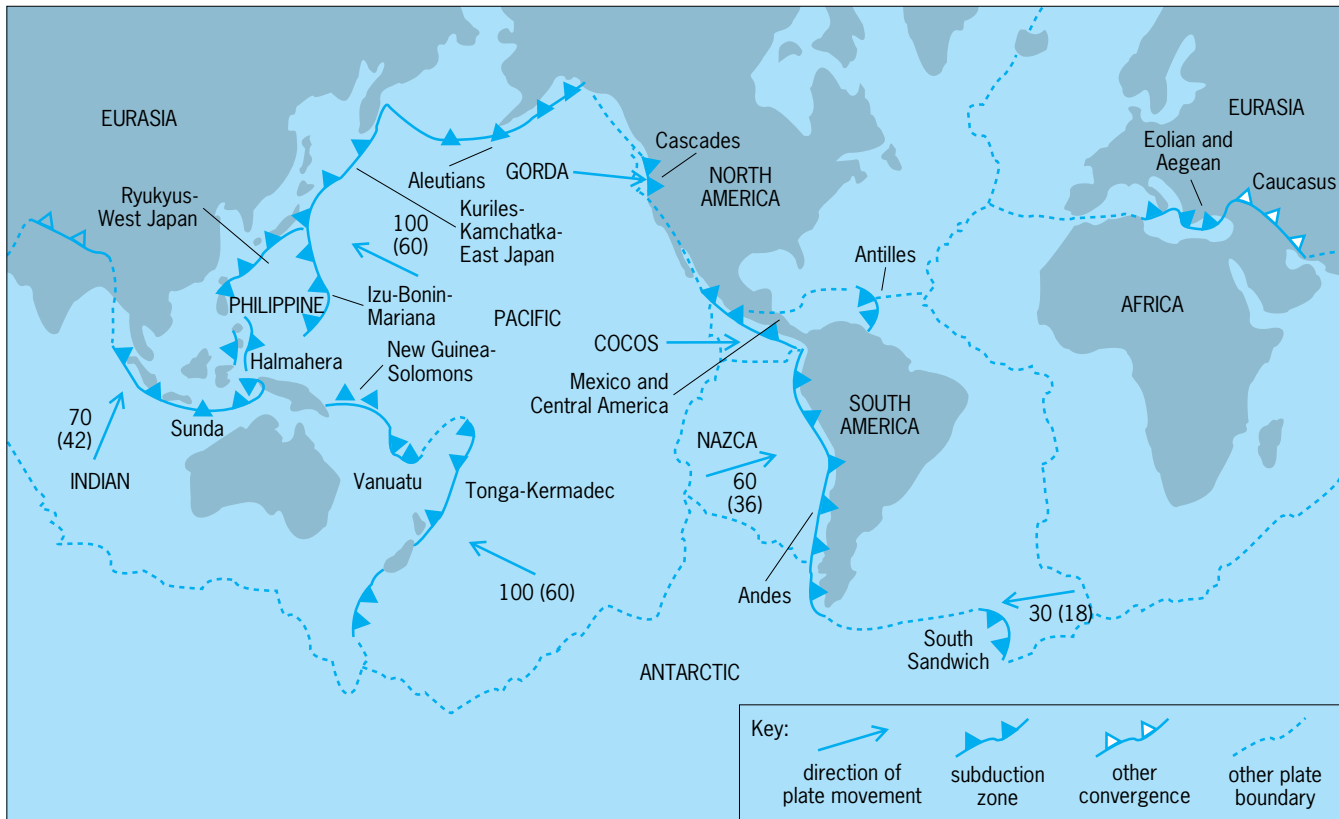 EURASIA
EURASIA
Eolian and
Aegean
Cascades
GORDA
NORTH
AMERICA
Aleutians
Caucasus
Ryukyus-
West Japan
100
(60)
Kuriles-
Kamchatka-
East Japan
Antilles
AFRICA
PHILIPPINE
Izu-Bonin-
Mariana
PACIFIC
COCOS
Halmahera
New Guinea-
Solomons
Mexico and
Central America
SOUTH
AMERICA
70
(42)
Sunda
INDIAN
NAZCA
60
(36)
Vanuatu
Tonga-Kermadec
100 (60)
Andes
30 (18)
South
Sandwich
ANTARCTIC
Key:
direction of
plate movement
subduction
zone
other
convergence
other plate
boundary